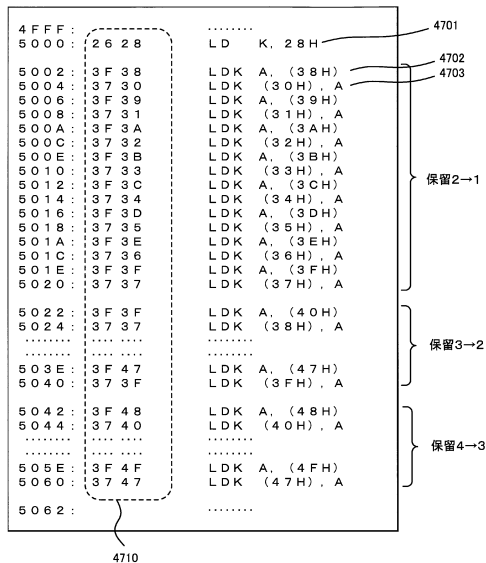 4FFF: ........
5000: 2628 LD K, 28H 4701
5002: 3F38 LDK A, (38H) 4702
5004: 3730 LDK (30H), A 4703
5006: 3F39 LDK A, (39H)
5008: 3731 LDK (31H), A
500A: 3F3A LDK A, (3AH)
500C: 3732 LDK (32H), A
500E: 3F3B LDK A, (3BH)
5010: 3733 LDK (33H), A
5012: 3F3C LDK A, (3CH)
5014: 3734 LDK (34H), A
5016: 3F3D LDK A, (3DH)
5018: 3735 LDK (35H), A
501A: 3F3E LDK A, (3EH)
501C: 3736 LDK (36H), A
501E: 3F3F LDK A, (3FH)
5020: 3737 LDK (37H), A
保留2→1
5022: 3F3F LDK A, (40H)
5024: 3737 LDK (38H), A
........ .... .... ........
........ .... .... ........
503E: 3F47 LDK A, (47H)
5040: 373F LDK (3FH), A
保留3→2
5042: 3F48 LDK A, (48H)
5044: 3740 LDK (40H), A
........ .... .... ........
........ .... .... ........
505E: 3F4F LDK A, (4FH)
5060: 3747 LDK (47H), A
保留4→3
5062: ........
4710